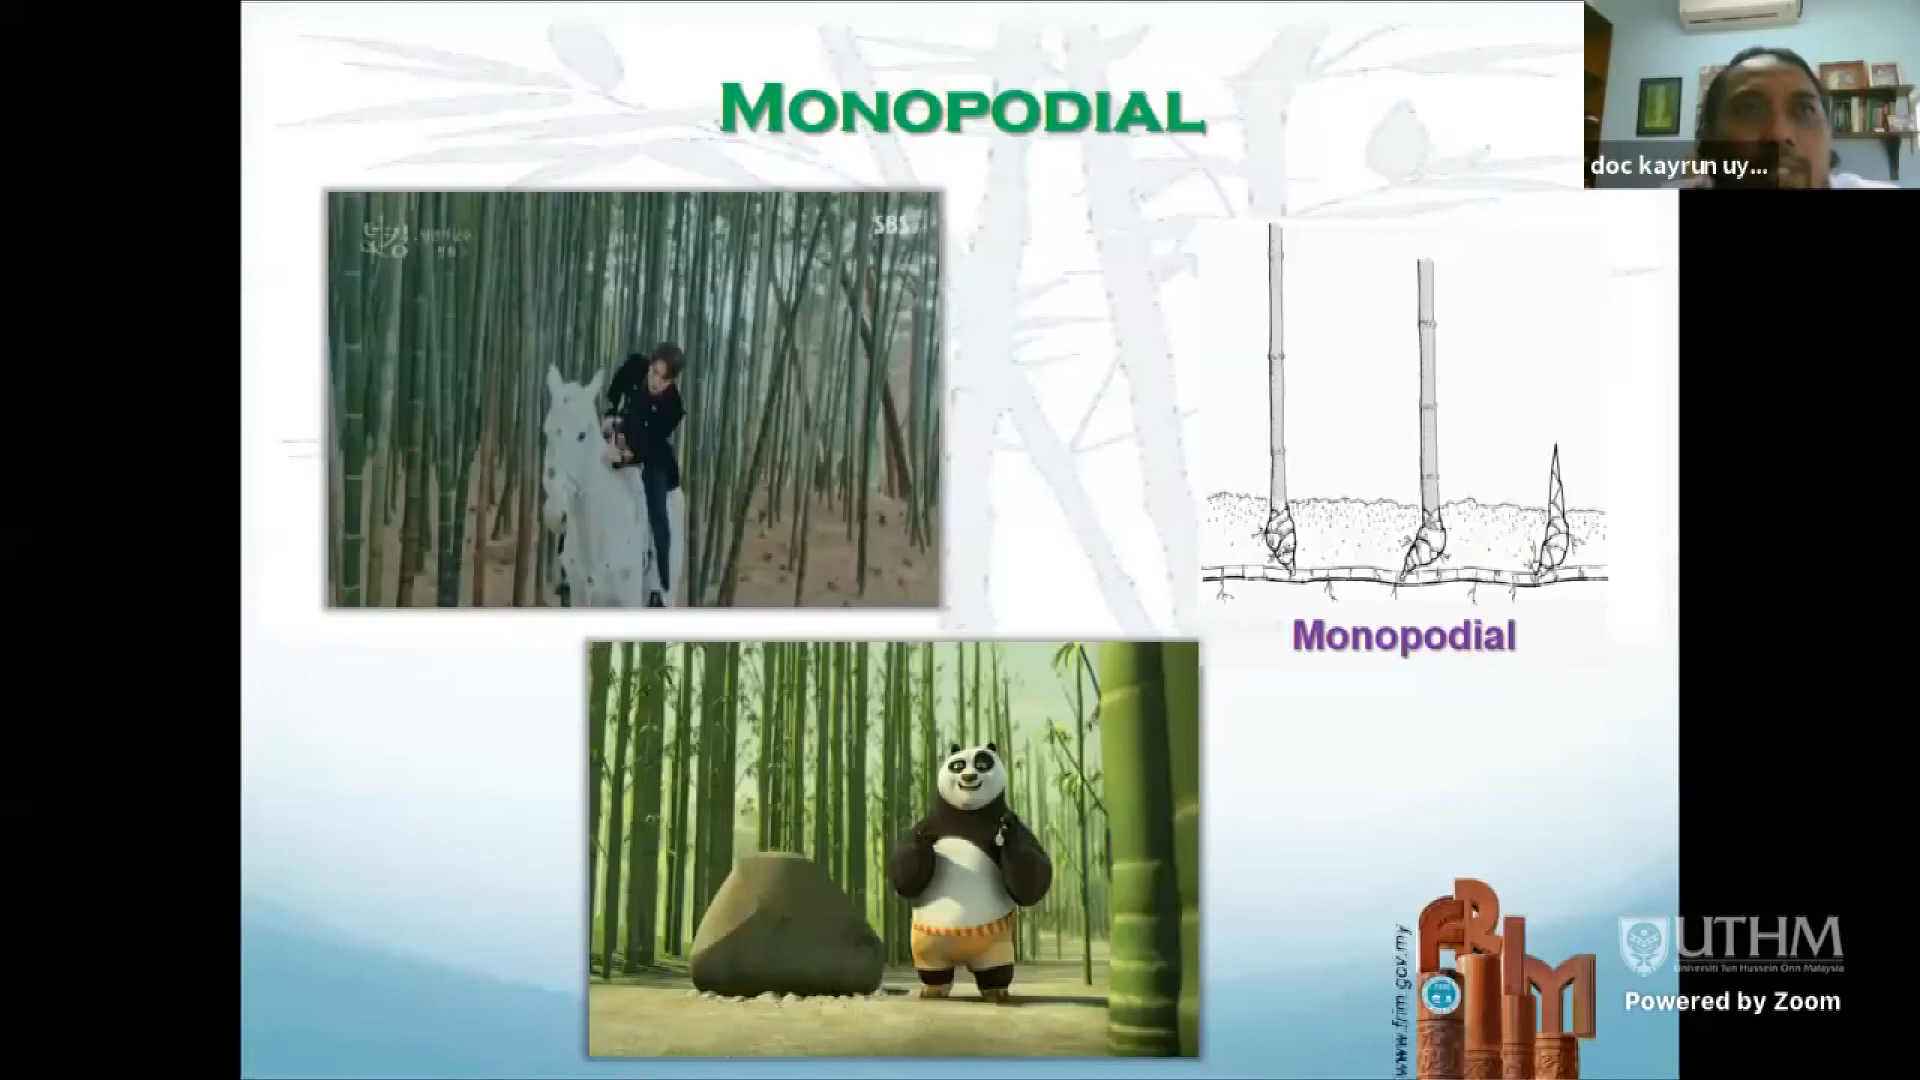 MONOPODIAL
doc kayrun uy...
SBS
Monopodial
www.frim.gov.my
FRIM
UTHM
Universiti Tun Hussein Onn Malaysia
Powered by Zoom